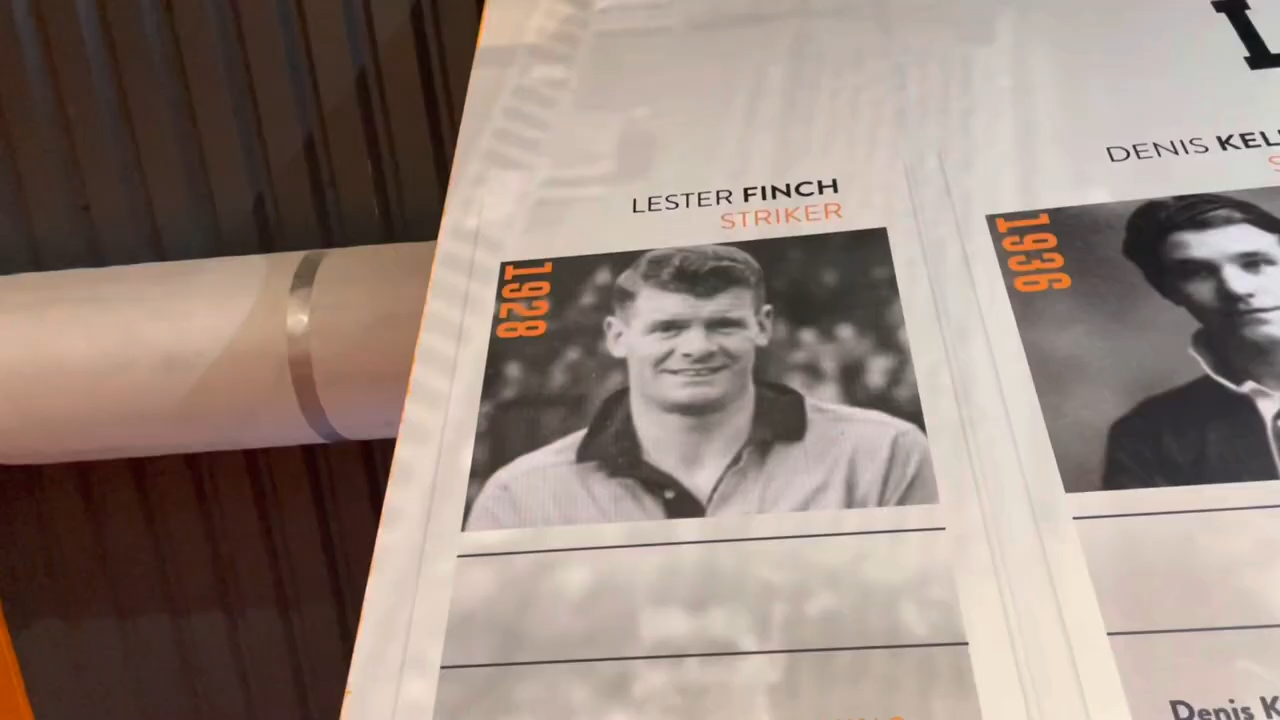 L
LESTER FINCH
STRIKER
1928
DENIS KEL
S
1936
Denis K